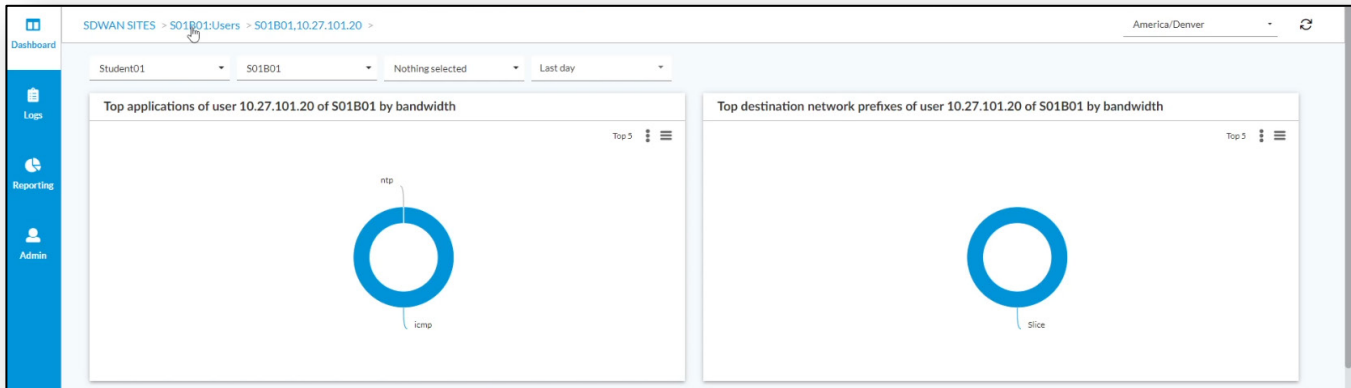 Dashboard
Logs
Reporting
Admin
SDWAN SITES > S01B01:Users > S01B01,10.27.101.20 >
America/Denver
Student01
S01B01
Nothing selected
Last day
Top applications of user 10.27.101.20 of S01B01 by bandwidth
Top 5
ntp
icmp
Top destination network prefixes of user 10.27.101.20 of S01B01 by bandwidth
Top 5
Slice